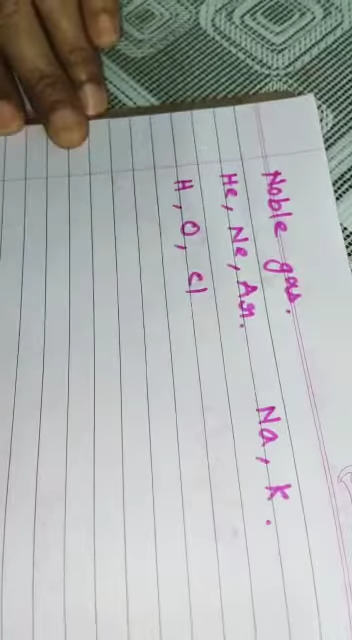 Noble gas.
He, Ne, Ar. Na, K.
H, O, Cl